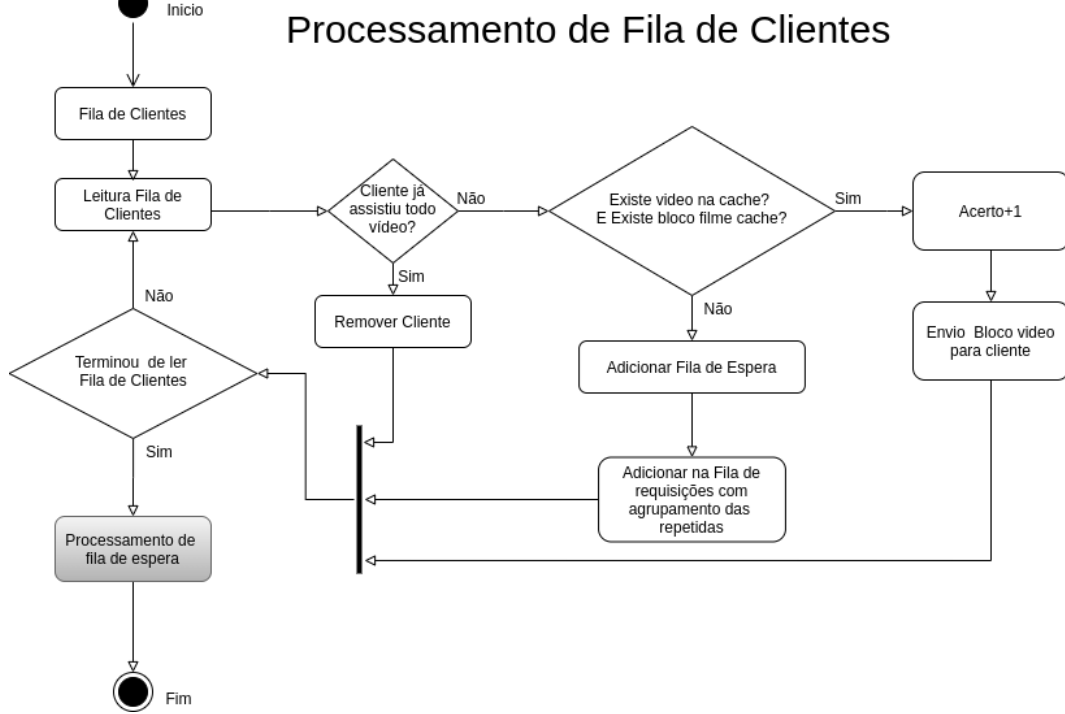 Inicio
Processamento de Fila de Clientes
Fila de Clientes
Leitura Fila de
Clientes
Cliente já
assistiu todo
vídeo?
Não
Existe video na cache?
E Existe bloco filme cache?
Sim
Acerto+1
Sim
Não
Não
Remover Cliente
Envio Bloco video
para cliente
Terminou de ler
Fila de Clientes
Adicionar Fila de Espera
Sim
Adicionar na Fila de
requisições com
agrupamento das
repetidas
Processamento de
fila de espera
Fim